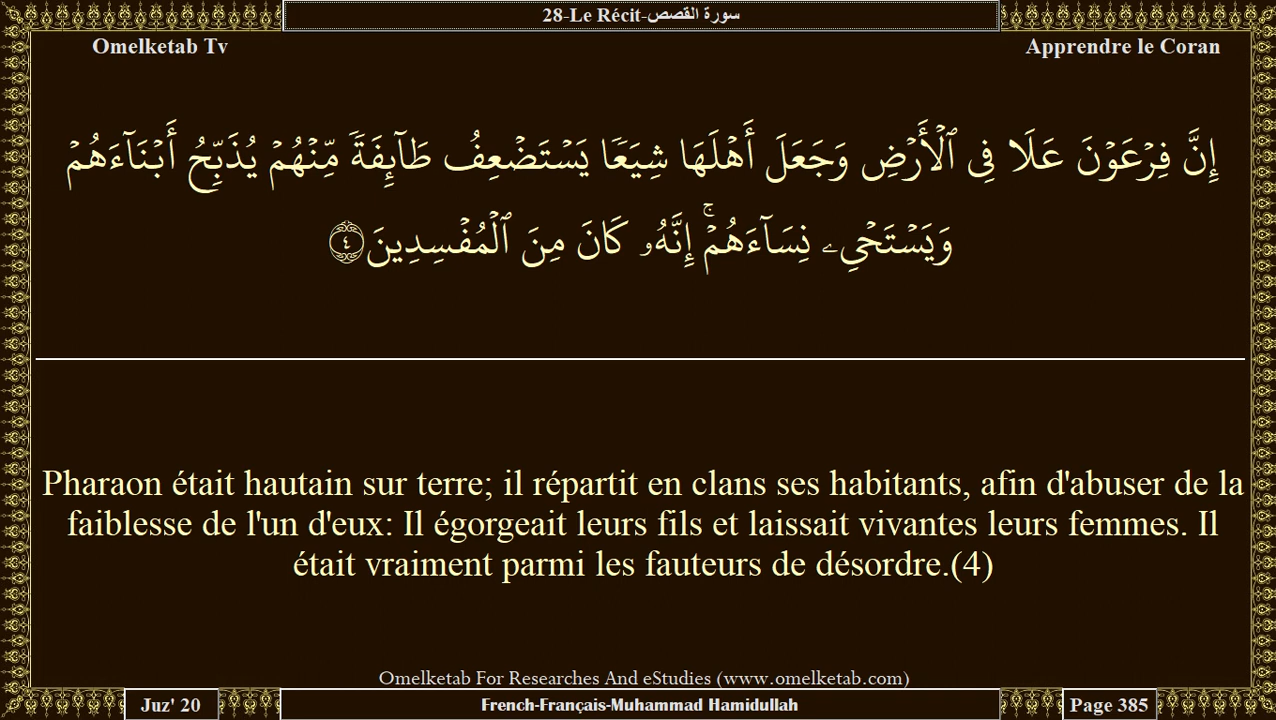 28-Le Récit-سورة القصص
Omelketab Tv
Apprendre le Coran
إِنَّ فِرۡعَوۡنَ عَلَا فِي ٱلۡأَرۡضِ وَجَعَلَ أَهۡلَهَا شِيَعٗا يَسۡتَضۡعِفُ طَآئِفَةٗ مِّنۡهُمۡ يُذَبِّحُ أَبۡنَآءَهُمۡ
وَيَسۡتَحۡيِۦ نِسَآءَهُمۡۚ إِنَّهُۥ كَانَ مِنَ ٱلۡمُفۡسِدِينَ ٤
Pharaon était hautain sur terre; il répartit en clans ses habitants, afin d'abuser de la
faiblesse de l'un d'eux: Il égorgeait leurs fils et laissait vivantes leurs femmes. Il
était vraiment parmi les fauteurs de désordre.(4)
Omelketab For Researches And eStudies (www.omelketab.com)
Juz' 20
French-Français-Muhammad Hamidullah
Page 385